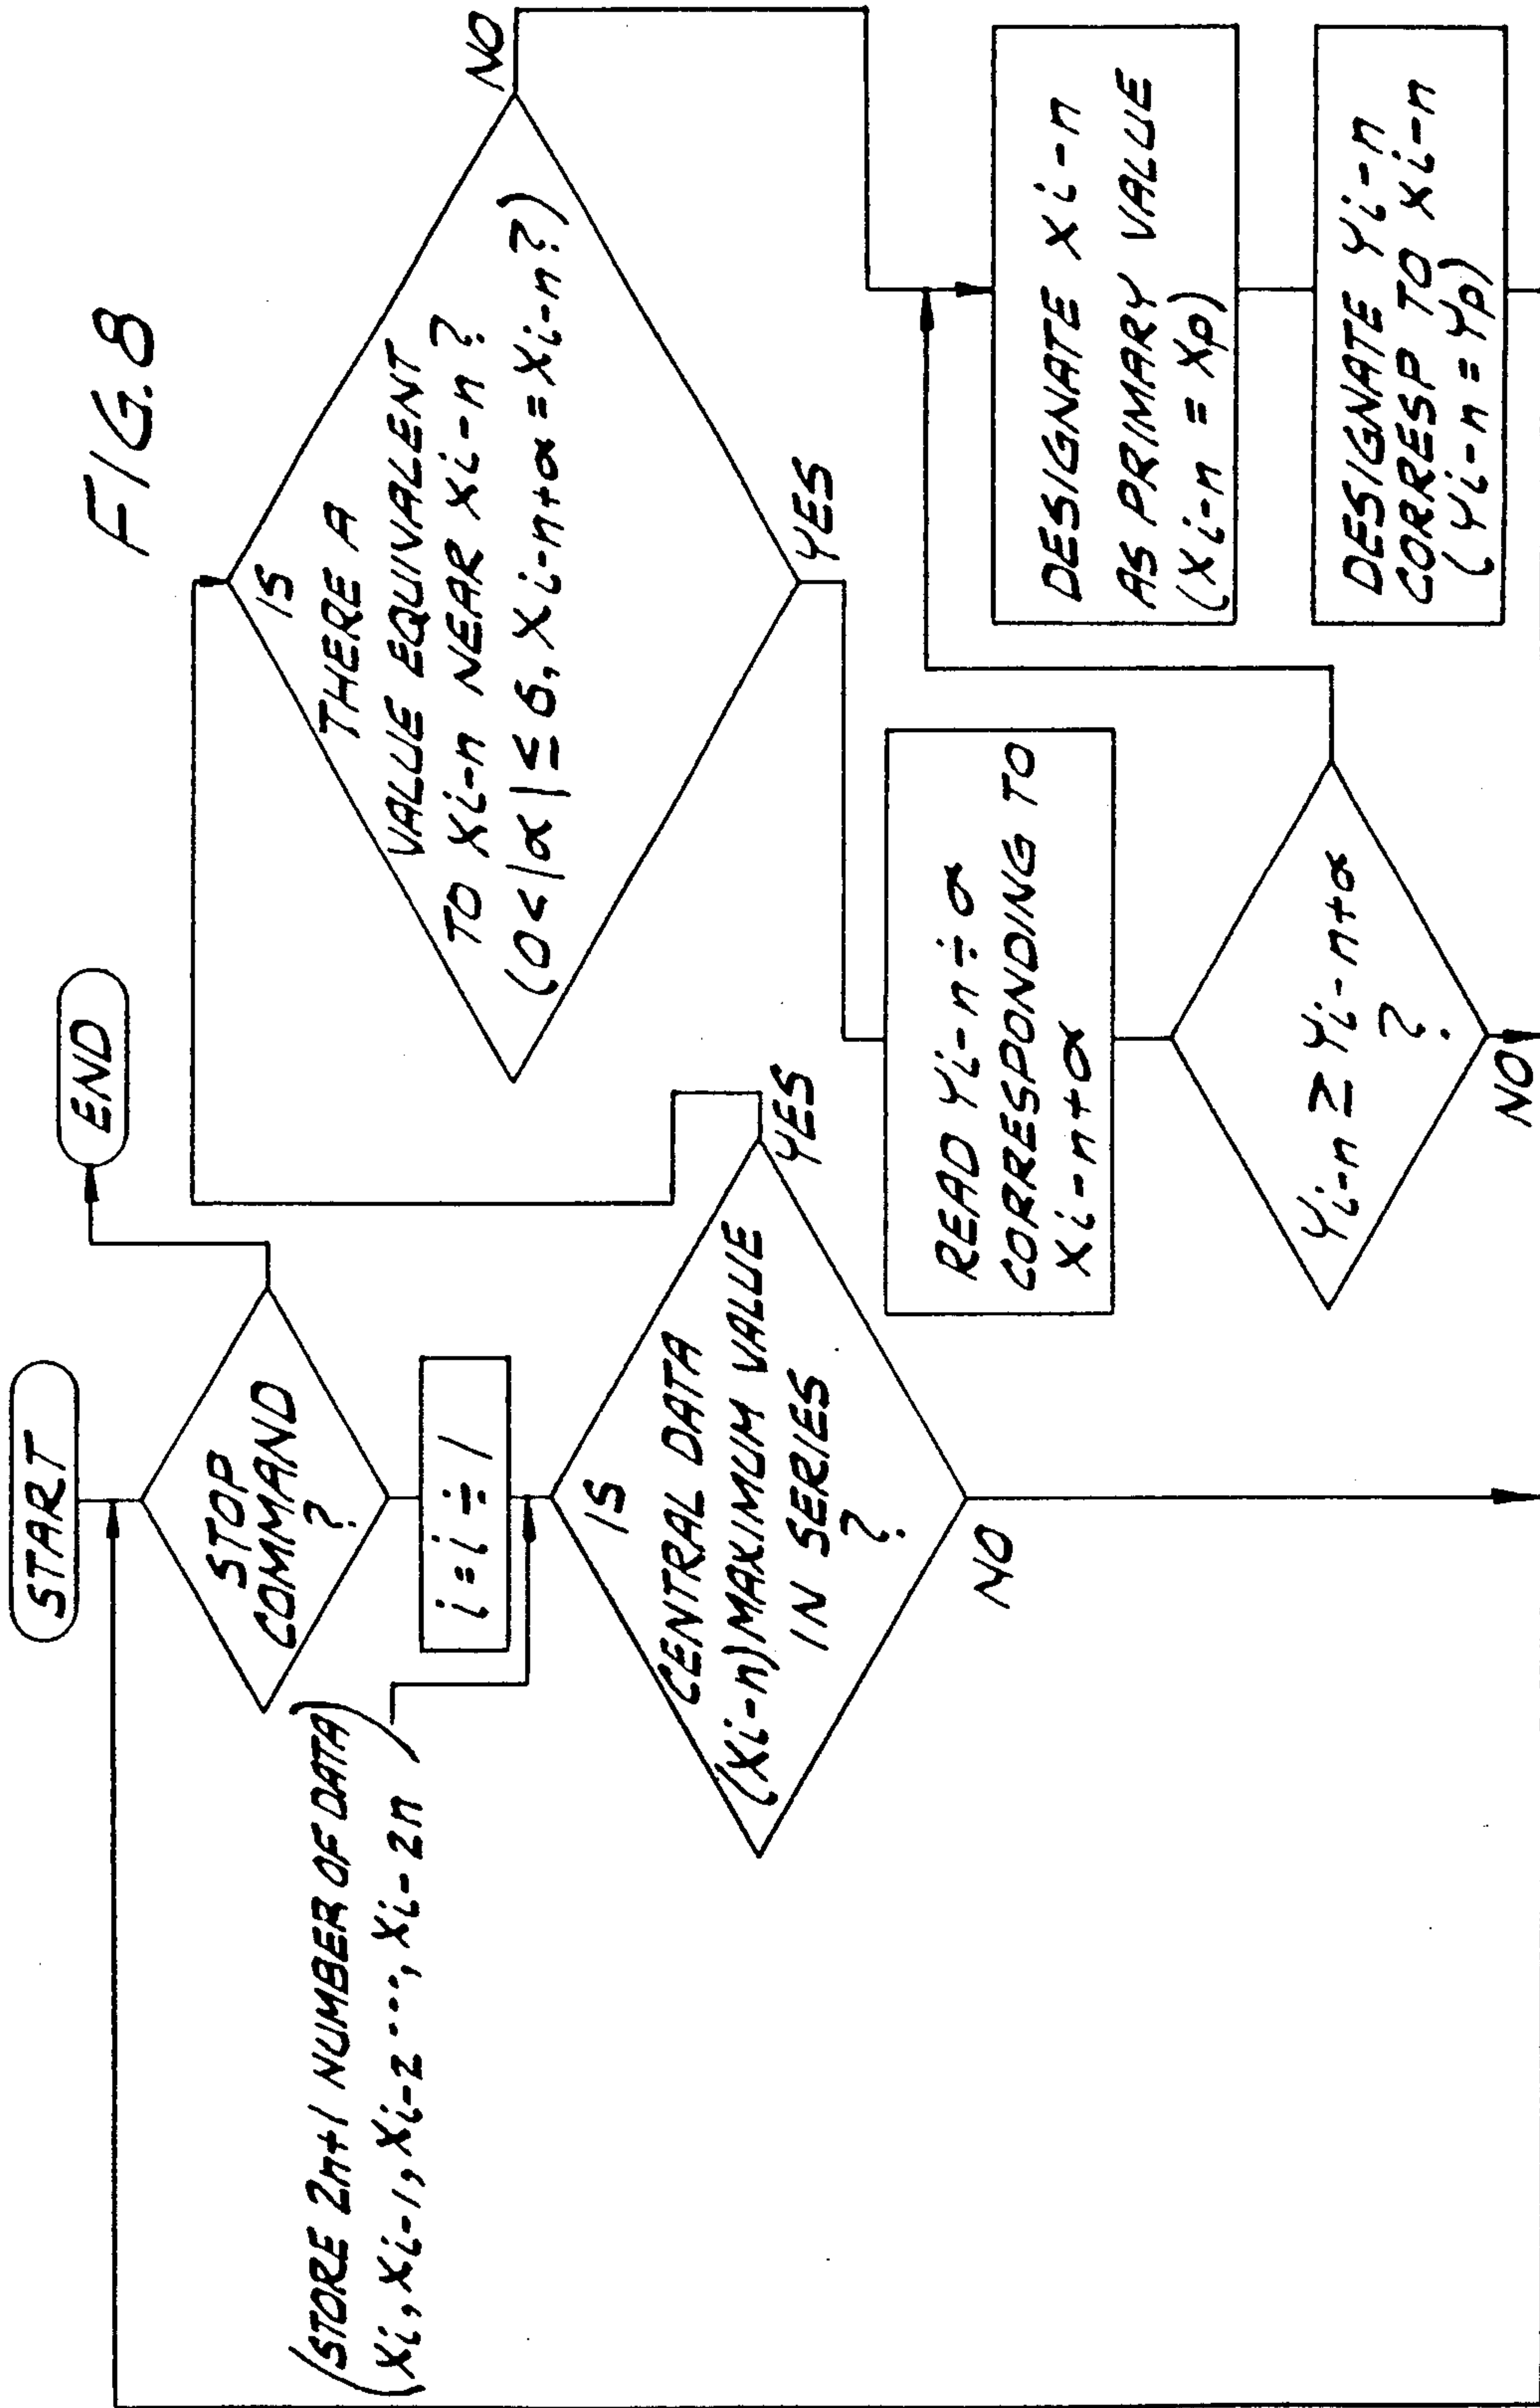 FIG.8
START
STOP
COMMAND
?
END
i = i ÷ 1
(STORE 2n+1 NUMBER OF DATA)
(Xi, Xi-1, Xi-2 ···, Xi-2n)
IS
CENTRAL DATA
(Xi-n) MAXIMUM VALUE
IN SERIES
?
YES
NO
IS
THERE A
VALUE EQUIVALENT
TO Xi-n NEAR Xi-n?
(0<|α|≤6, Xi-n+α=Xi-n?)
NO
YES
READ Yi-n÷α
CORRESPONDING TO
Xi-n+α
Yi-n ≥ Yi-n+α
?
NO
DESIGNATE Xi-n
AS PRIMARY VALUE
(Xi-n = Xp)
DESIGNATE Yi-n
CORRESP TO Xi-n
(Yi-n = Yp)